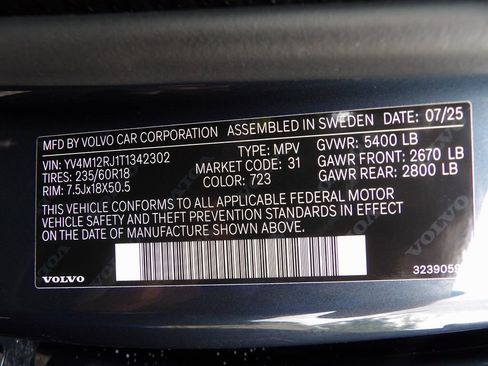 MFD BY VOLVO CAR CORPORATION ASSEMBLED IN SWEDEN DATE: 07/25
VIN: YV4M12RJ1T1342302 TYPE: MPV GVWR: 5400 LB
TIRES: 235/60R18 MARKET CODE: 31 GAWR FRONT: 2670 LB
RIM: 7.5Jx18X50.5 COLOR: 723 GAWR REAR: 2800 LB
THIS VEHICLE CONFORMS TO ALL APPLICABLE FEDERAL MOTOR
VEHICLE SAFETY AND THEFT PREVENTION STANDARDS IN EFFECT
ON THE DATE OF MANUFACTURE SHOWN ABOVE.
VOLVO
3239059
VOLVO